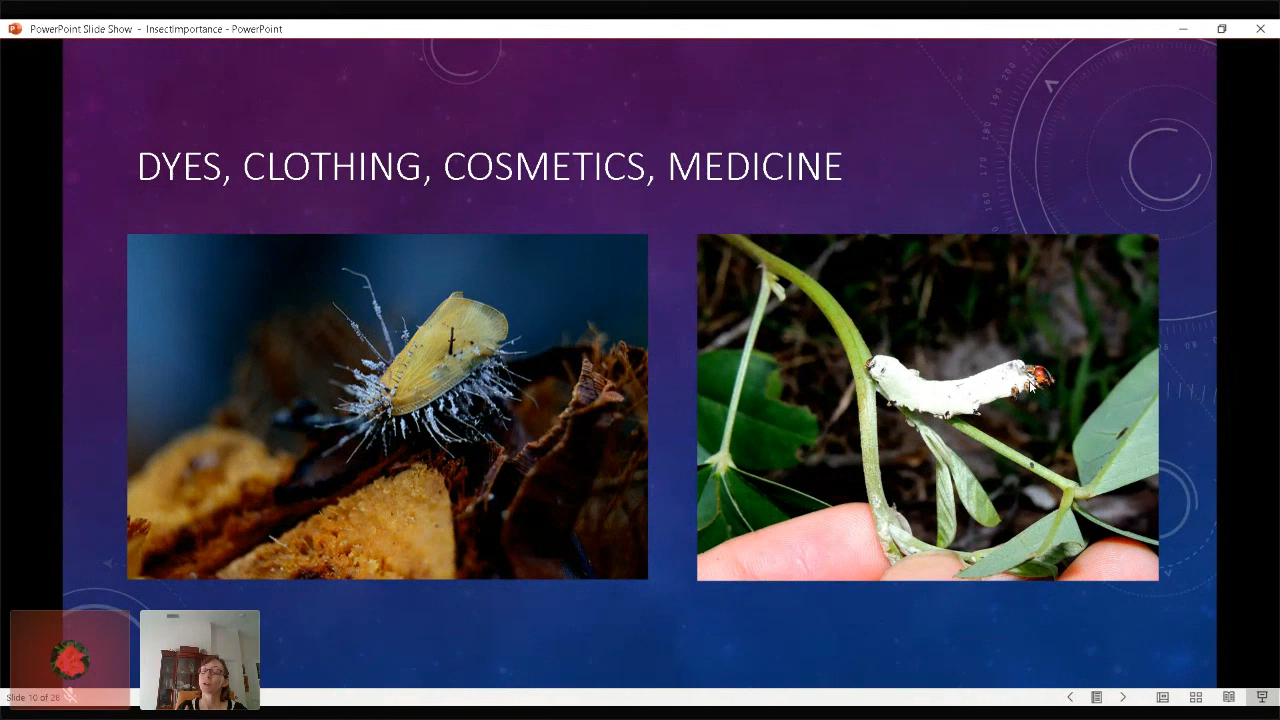 PowerPoint Slide Show - InsectImportance - PowerPoint
DYES, CLOTHING, COSMETICS, MEDICINE
Slide 10 of 28